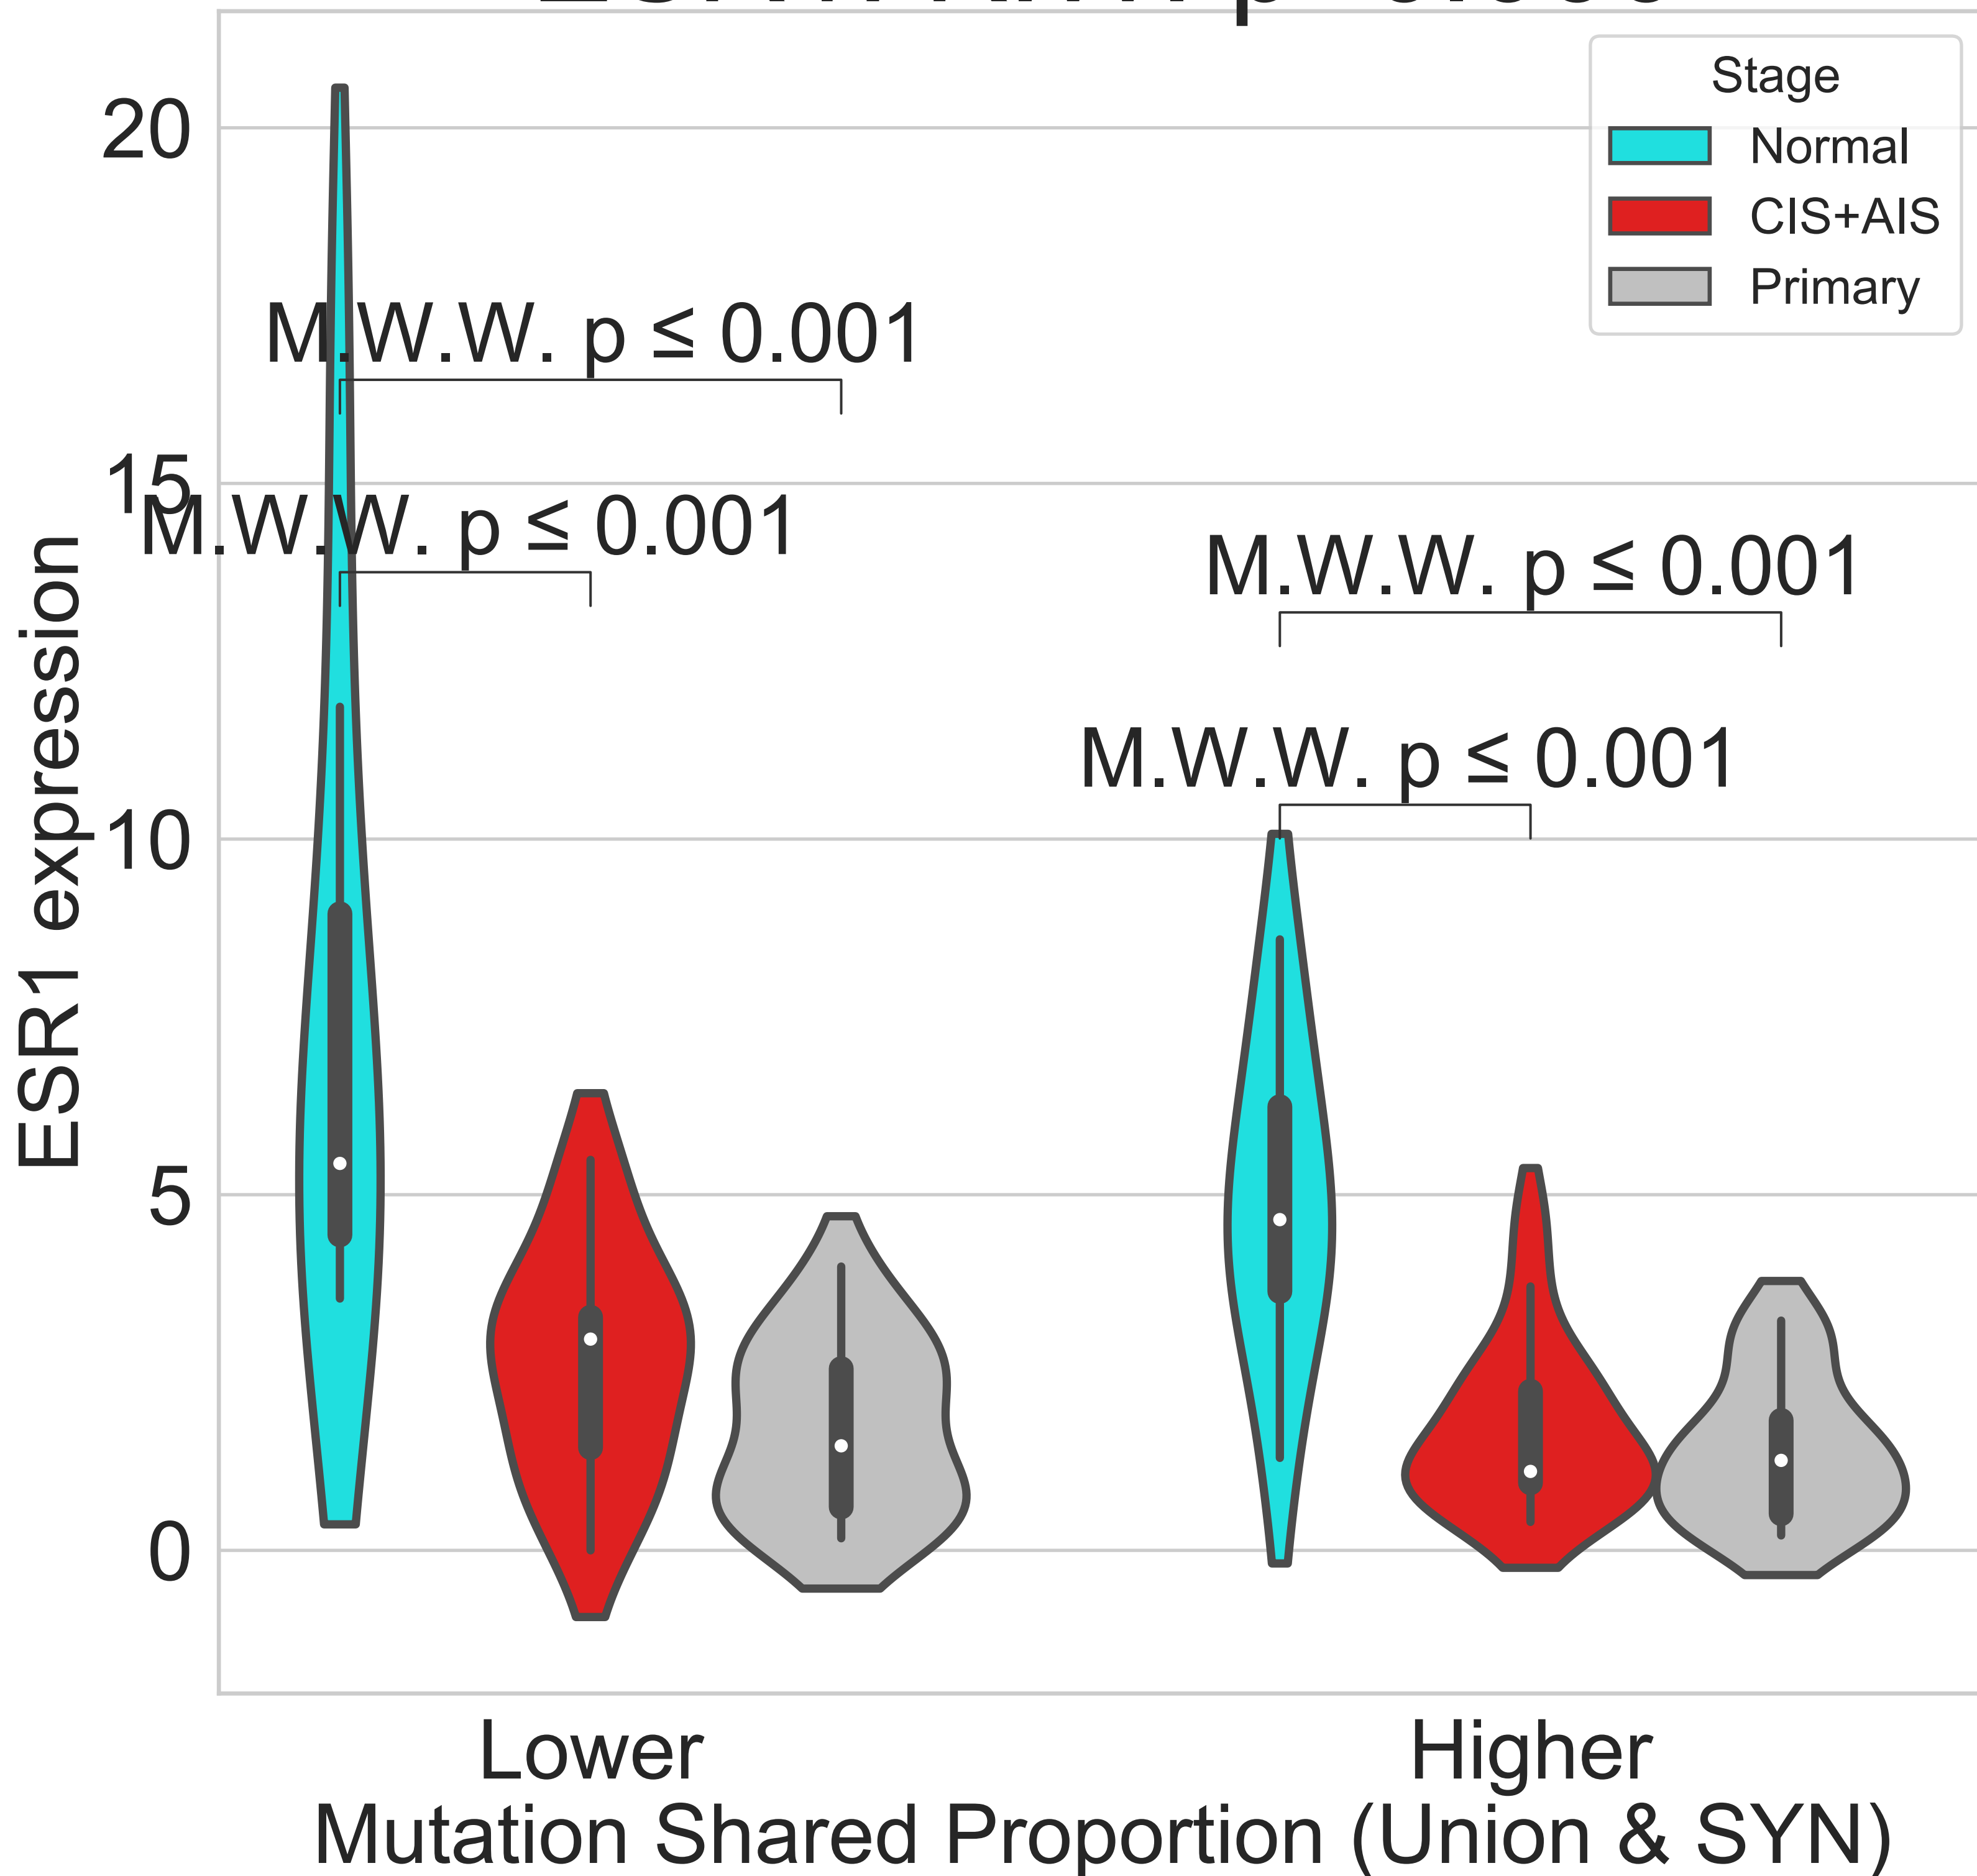 Stage
Normal
CIS+AIS
Primary
20
15
10
5
0
ESR1 expression
M.W.W. p ≤ 0.001
M.W.W. p ≤ 0.001
M.W.W. p ≤ 0.001
M.W.W. p ≤ 0.001
Lower
Higher
Mutation Shared Proportion (Union & SYN)